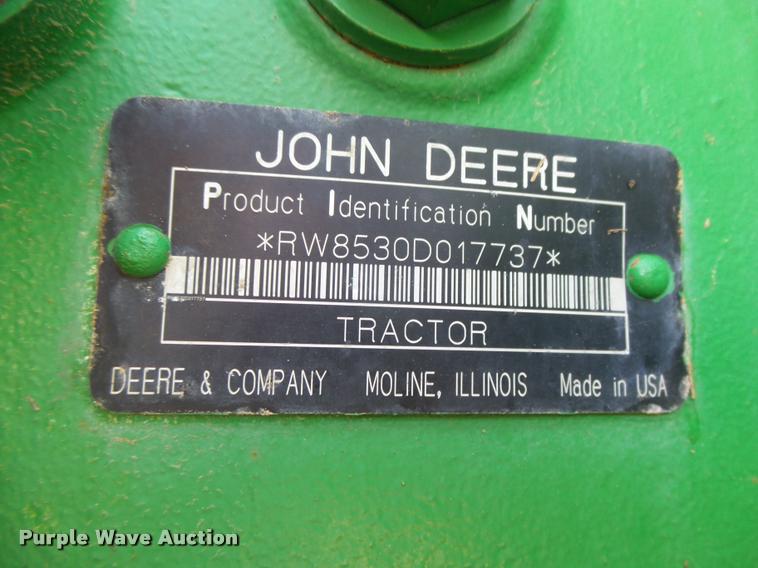 JOHN DEERE
Product Identification Number
*RW8530D017737*
TRACTOR
DEERE & COMPANY MOLINE, ILLINOIS Made in USA
Purple Wave Auction